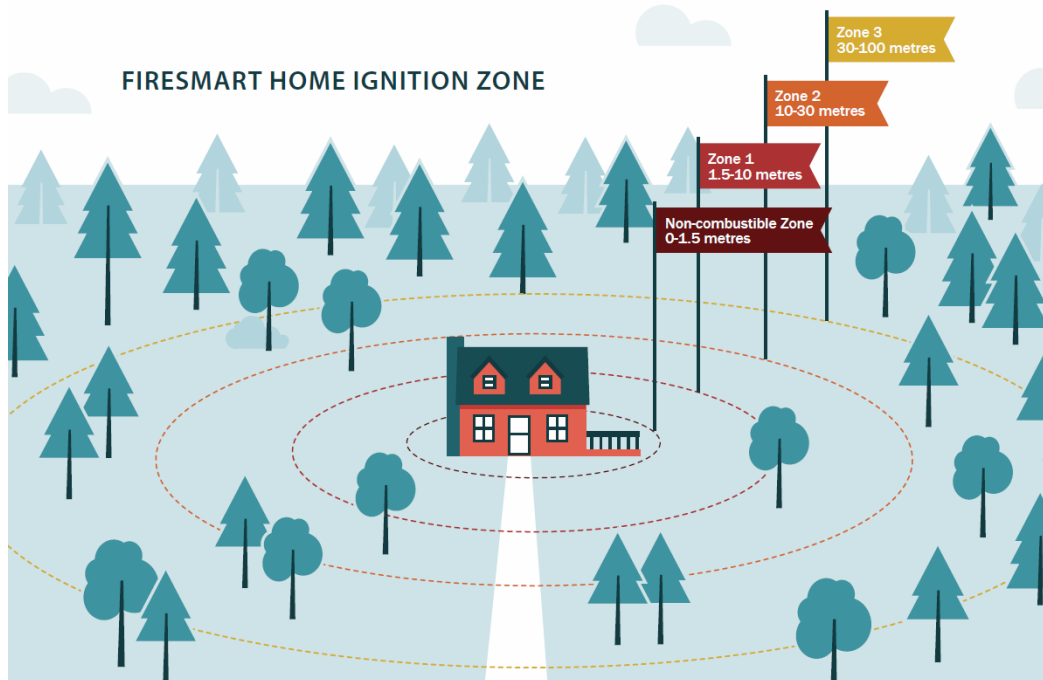 FIRESMART HOME IGNITION ZONE
Zone 3
30-100 metres
Zone 2
10-30 metres
Zone 1
1.5-10 metres
Non-combustible Zone
0-1.5 metres